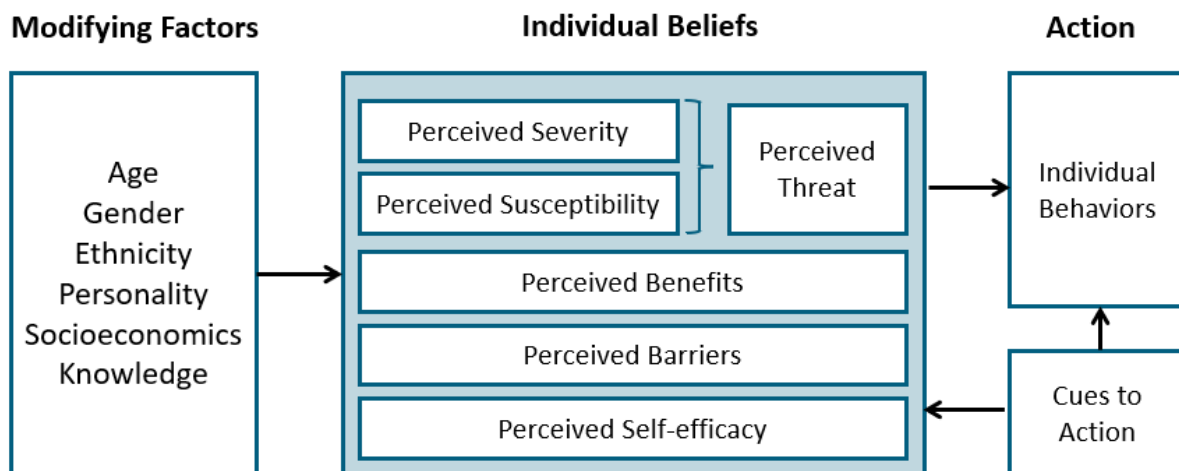 Modifying Factors
Individual Beliefs
Action
Age
Gender
Ethnicity
Personality
Socioeconomics
Knowledge
Perceived Severity
Perceived Susceptibility
Perceived
Threat
Perceived Benefits
Perceived Barriers
Perceived Self-efficacy
Individual
Behaviors
Cues to
Action